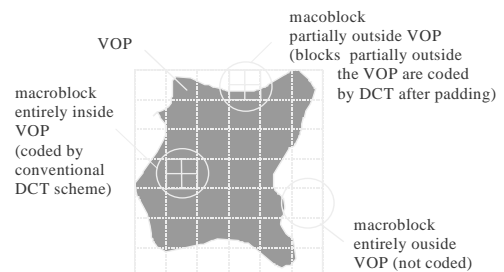 VOP
macoblock
partially outside VOP
(blocks partially outside
the VOP are coded
by DCT after padding)
macroblock
entirely inside
VOP
(coded by
conventional
DCT scheme)
macroblock
entirely ouside
VOP (not coded)